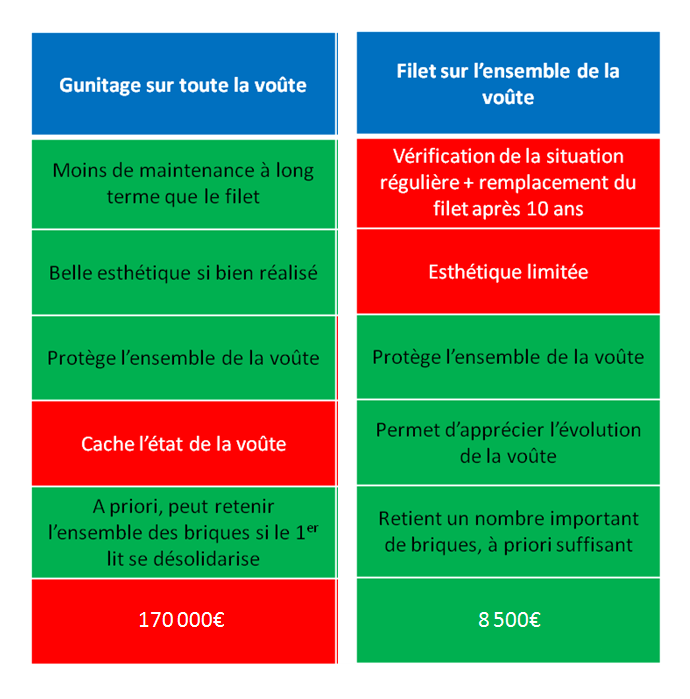 Gunitage sur toute la voûte
Moins de maintenance à long
terme que le filet
Belle esthétique si bien réalisé
Protège l'ensemble de la voûte
Cache l'état de la voûte
A priori, peut retenir
l'ensemble des briques si le 1er
lit se désolidarise
170 000€
Filet sur l'ensemble de la
voûte
Vérification de la situation
régulière + remplacement du
filet après 10 ans
Esthétique limitée
Protège l'ensemble de la voûte
Permet d'apprécier l'évolution
de la voûte
Retient un nombre important
de briques, à priori suffisant
8 500€